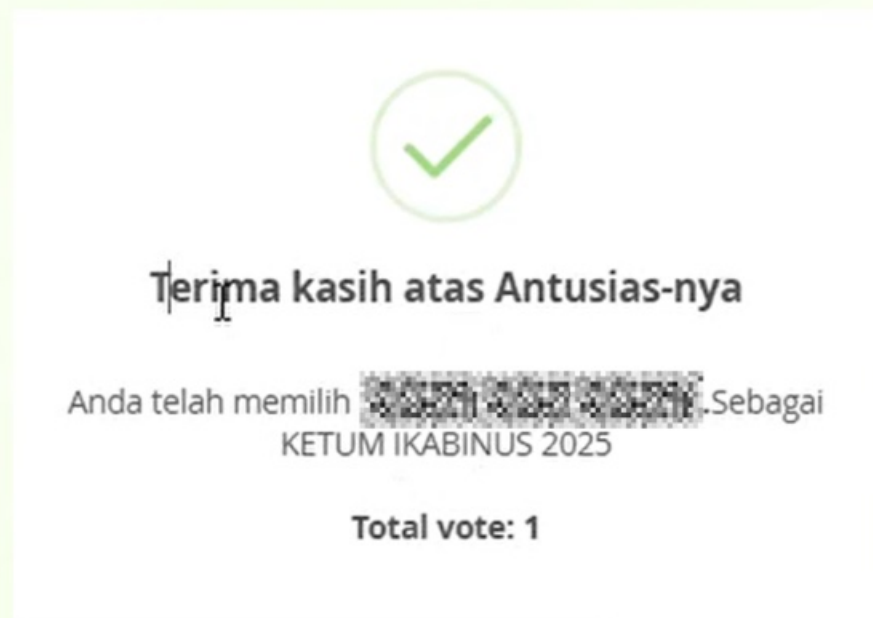 Terima kasih atas Antusias-nya
Anda telah memilih .Sebagai
KETUM IKABINUS 2025
Total vote: 1